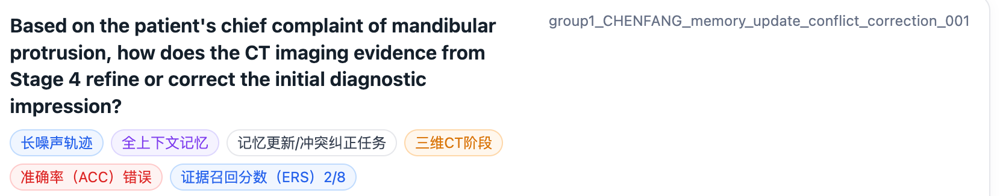 Based on the patient's chief complaint of mandibular
protrusion, how does the CT imaging evidence from
Stage 4 refine or correct the initial diagnostic
impression?
group1_CHENFANG_memory_update_conflict_correction_001
长噪声轨迹
全上下文记忆
记忆更新/冲突纠正任务
三维CT阶段
准确率（ACC）错误
证据召回分数（ERS）2/8